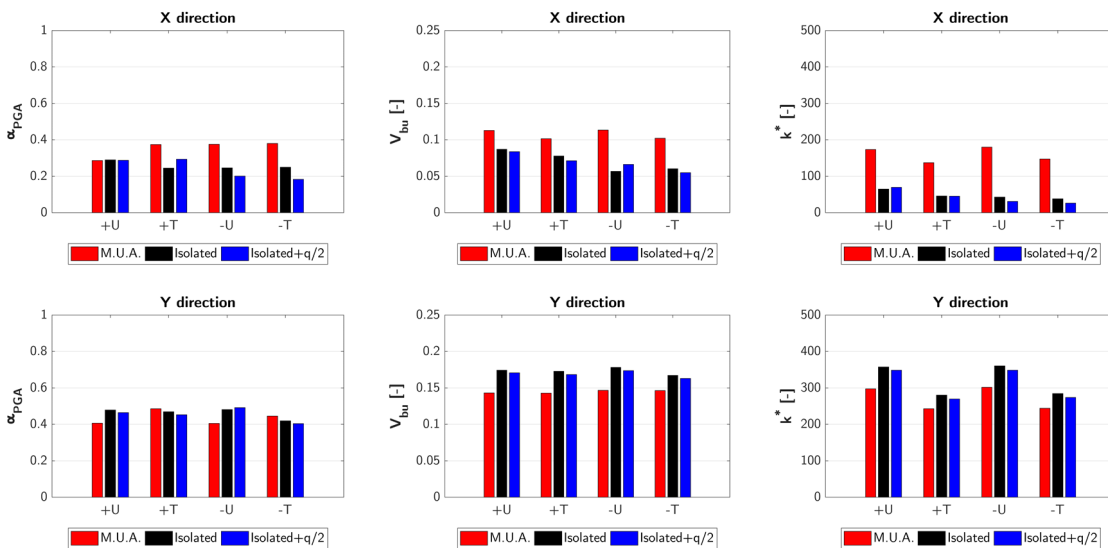 X direction
α_PGA
1
0.8
0.6
0.4
0.2
0
+U +T -U -T
M.U.A. Isolated Isolated+q/2
X direction
V_bu [-]
0.25
0.2
0.15
0.1
0.05
0
+U +T -U -T
M.U.A. Isolated Isolated+q/2
X direction
k* [-]
500
400
300
200
100
0
+U +T -U -T
M.U.A. Isolated Isolated+q/2
Y direction
α_PGA
1
0.8
0.6
0.4
0.2
0
+U +T -U -T
M.U.A. Isolated Isolated+q/2
Y direction
V_bu [-]
0.25
0.2
0.15
0.1
0.05
0
+U +T -U -T
M.U.A. Isolated Isolated+q/2
Y direction
k* [-]
500
400
300
200
100
0
+U +T -U -T
M.U.A. Isolated Isolated+q/2